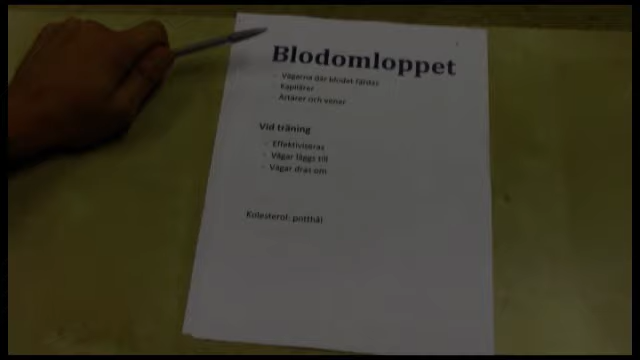 Blodomloppet
- Vägarna där blodet färdas
- Kapillärer
- Artärer och vener
Vid träning
- Effektiviseras
- Vägar läggs till
- Vägar dras om
Kolesterol: potthål